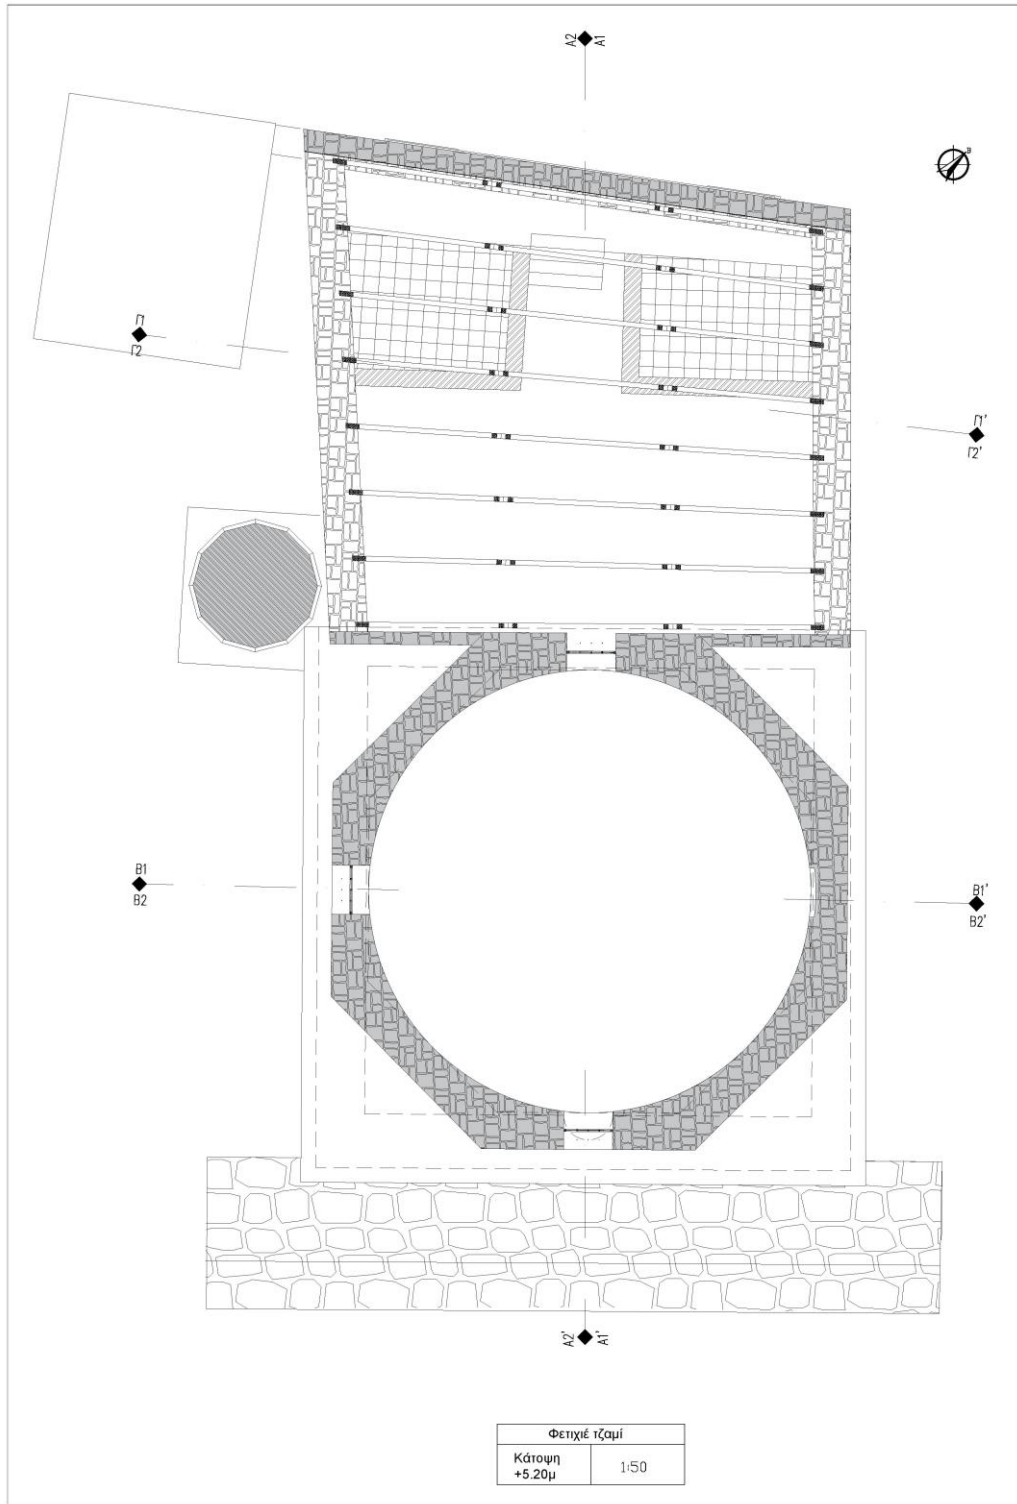 A2 A1
B
Γ1
Γ2
Γ1'
Γ2'
B1
B2
B1'
B2'
A2' A1'
Φετιχιέ τζαμί
Κάτοψη
+5.20μ
1:50